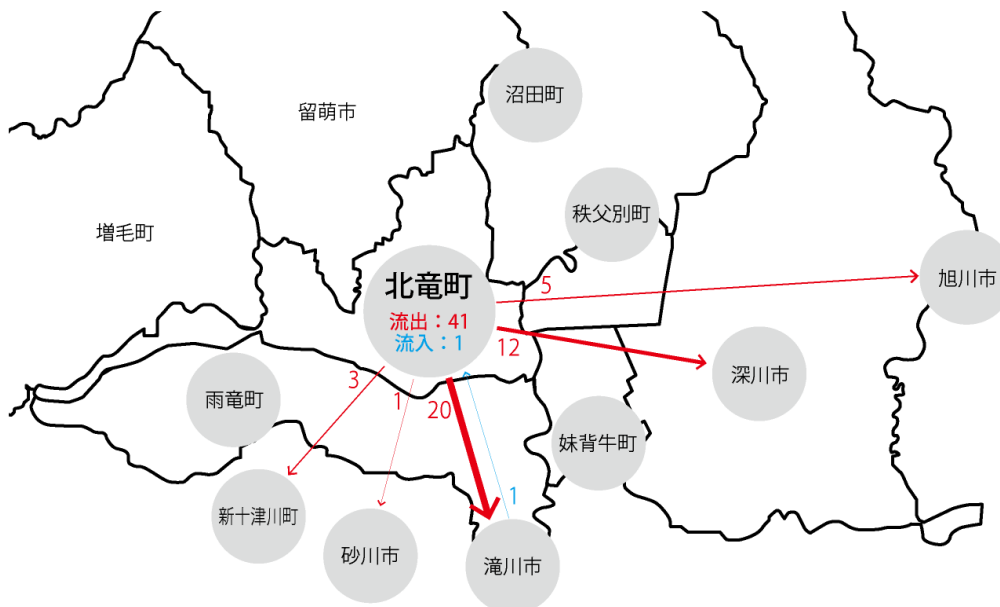 沼田町
留萌市
秩父別町
増毛町
旭川市
北竜町
流出：41
流入：1
5
12
深川市
3
1
20
雨竜町
妹背牛町
1
新十津川町
砂川市
滝川市